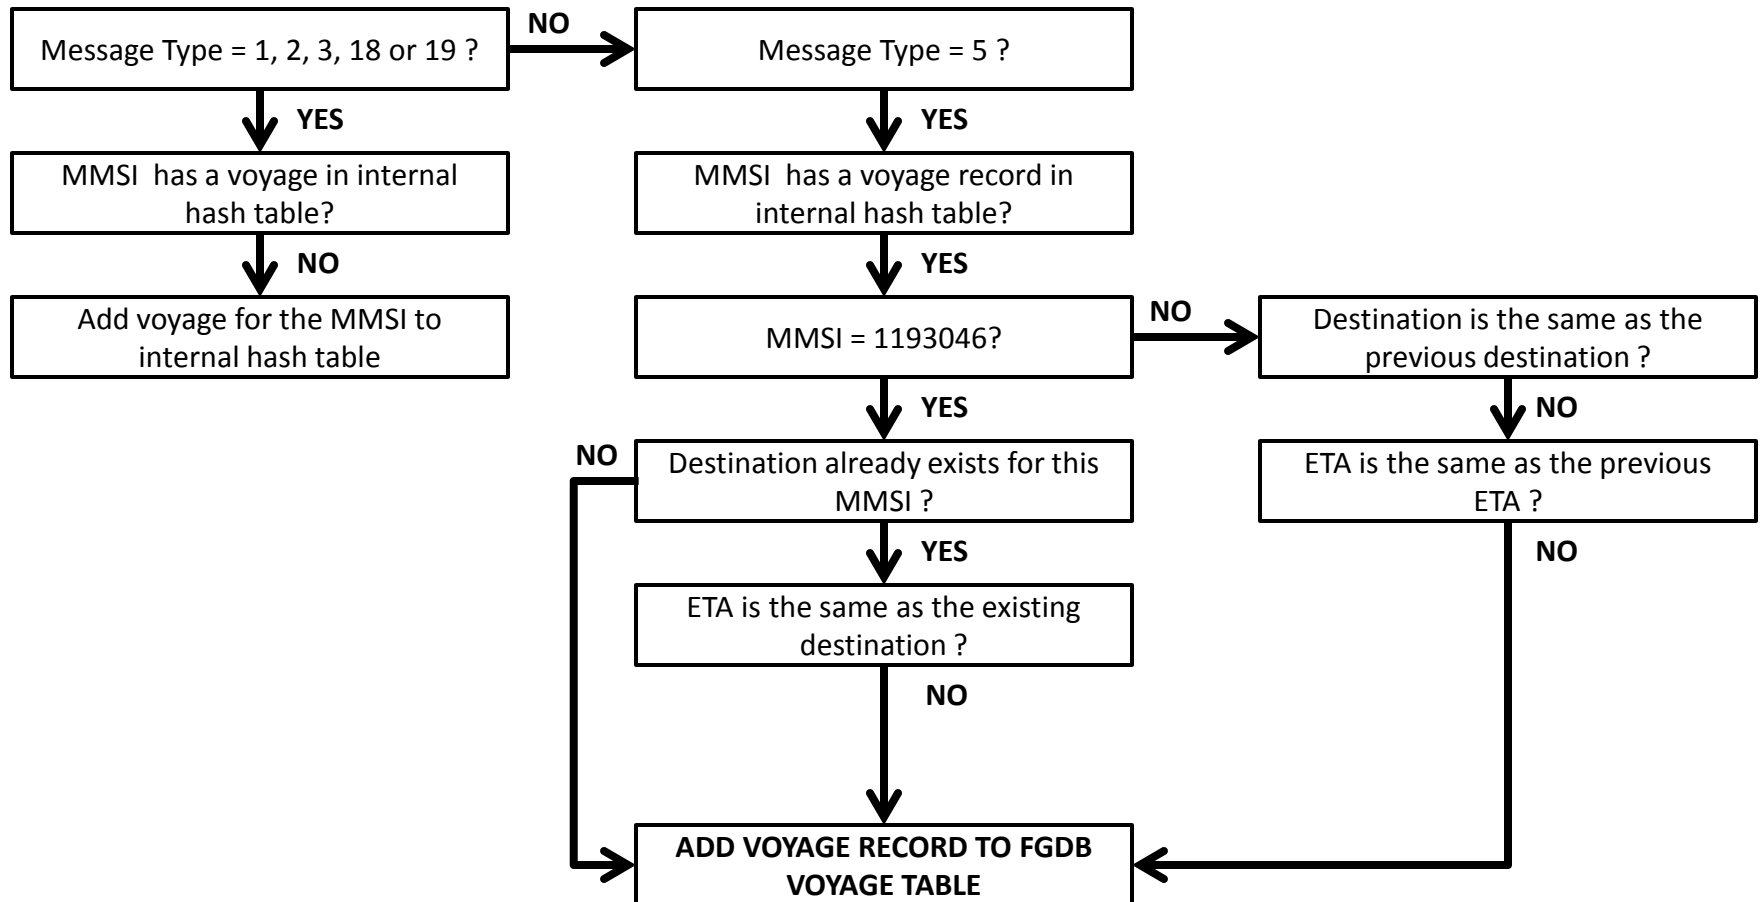 Message Type = 1, 2, 3, 18 or 19 ?
NO
Message Type = 5 ?
YES
YES
MMSI  has a voyage in internal
hash table?
MMSI  has a voyage record in
internal hash table?
NO
YES
Add voyage for the MMSI to
internal hash table
MMSI = 1193046?
NO
Destination is the same as the
previous destination ?
YES
NO
NO
Destination already exists for this
MMSI ?
ETA is the same as the previous
ETA ?
YES
NO
ETA is the same as the existing
destination ?
NO
ADD VOYAGE RECORD TO FGDB
VOYAGE TABLE